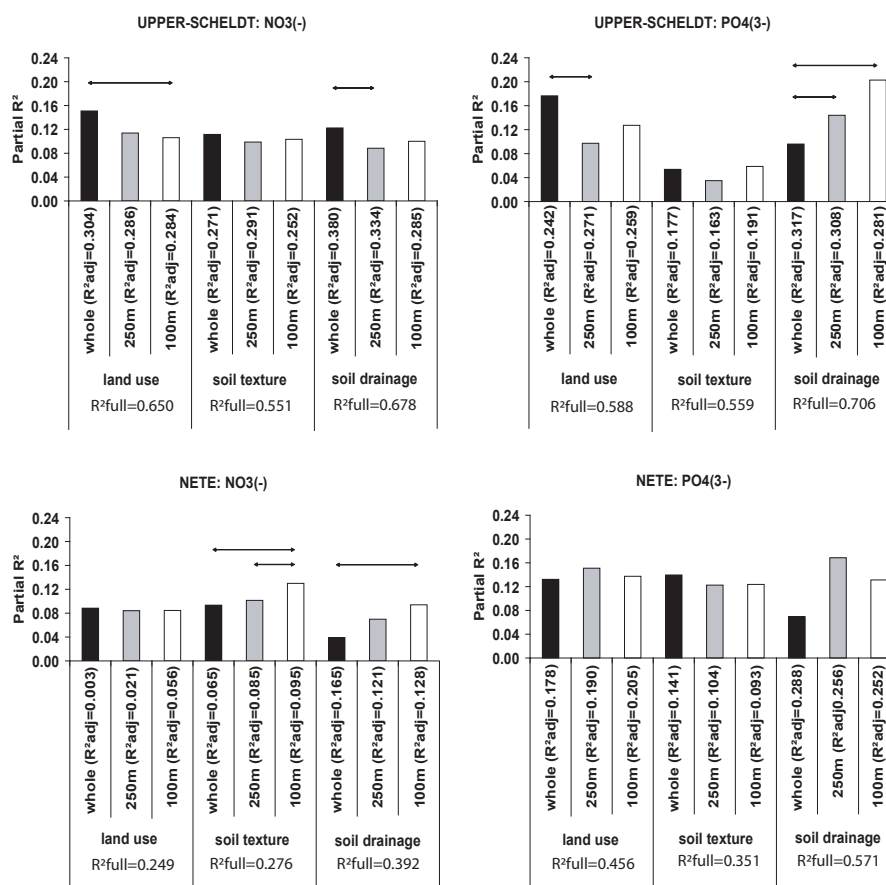 UPPER-SCHELDT: NO3(-)
Partial R²
0.24
0.20
0.16
0.12
0.08
0.04
0.00
whole (R²adj=0.304)
250m (R²adj=0.286)
100m (R²adj=0.284)
whole (R²adj=0.271)
250m (R²adj=0.291)
100m (R²adj=0.252)
whole (R²adj=0.380)
250m (R²adj=0.334)
100m (R²adj=0.285)
land use
soil texture
soil drainage
R²full=0.650
R²full=0.551
R²full=0.678
UPPER-SCHELDT: PO4(3-)
Partial R²
0.24
0.20
0.16
0.12
0.08
0.04
0.00
whole (R²adj=0.242)
250m (R²adj=0.271)
100m (R²adj=0.259)
whole (R²adj=0.177)
250m (R²adj=0.163)
100m (R²adj=0.191)
whole (R²adj=0.317)
250m (R²adj=0.308)
100m (R²adj=0.281)
land use
soil texture
soil drainage
R²full=0.588
R²full=0.559
R²full=0.706
NETE: NO3(-)
Partial R²
0.24
0.20
0.16
0.12
0.08
0.04
0.00
whole (R²adj=0.003)
250m (R²adj=0.021)
100m (R²adj=0.056)
whole (R²adj=0.065)
250m (R²adj=0.085)
100m (R²adj=0.095)
whole (R²adj=0.165)
250m (R²adj=0.121)
100m (R²adj=0.128)
land use
soil texture
soil drainage
R²full=0.249
R²full=0.276
R²full=0.392
NETE: PO4(3-)
Partial R²
0.24
0.20
0.16
0.12
0.08
0.04
0.00
whole (R²adj=0.178)
250m (R²adj=0.190)
100m (R²adj=0.205)
whole (R²adj=0.141)
250m (R²adj=0.104)
100m (R²adj=0.093)
whole (R²adj=0.288)
250m (R²adj0.256)
100m (R²adj=0.252)
land use
soil texture
soil drainage
R²full=0.456
R²full=0.351
R²full=0.571